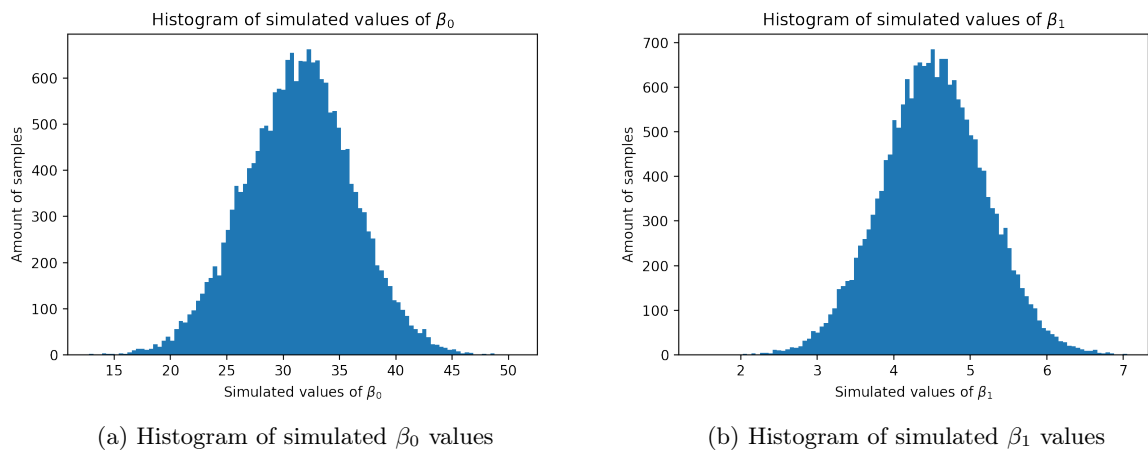 Histogram of simulated values of β₀
Amount of samples
600
500
400
300
200
100
0
15 20 25 30 35 40 45 50
Simulated values of β₀
(a) Histogram of simulated β₀ values
Histogram of simulated values of β₁
Amount of samples
700
600
500
400
300
200
100
0
2 3 4 5 6 7
Simulated values of β₁
(b) Histogram of simulated β₁ values